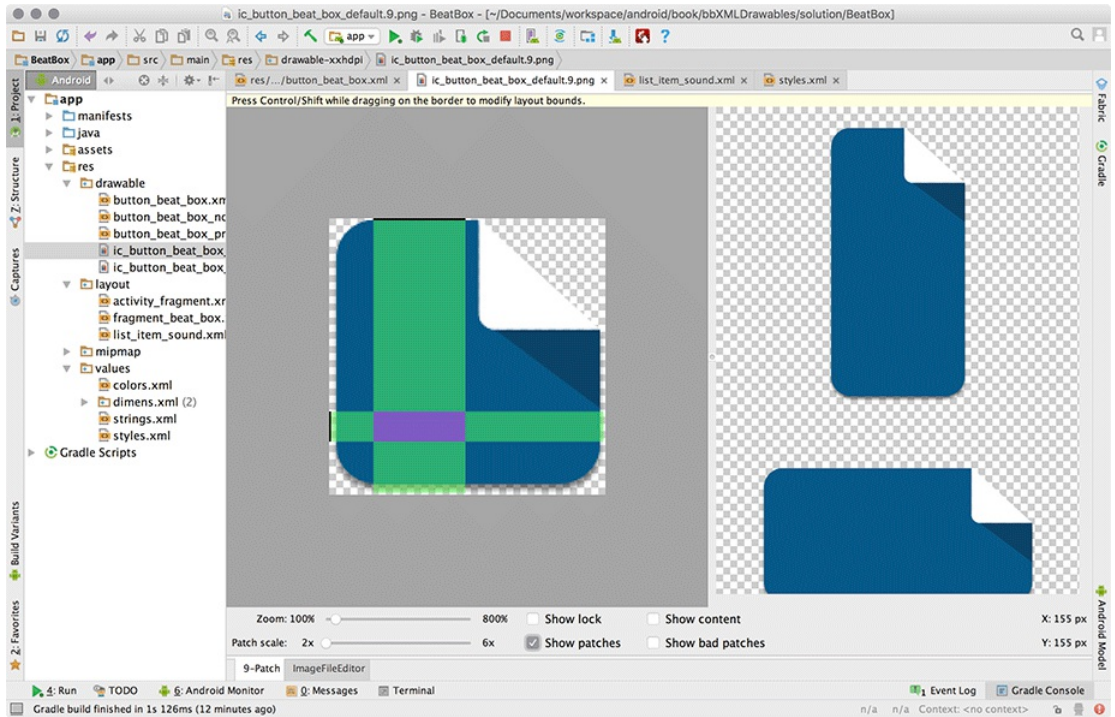 ic_button_beat_box_default.9.png - BeatBox - [~/Documents/workspace/android/book/bbXMLDrawables/solution/BeatBox]
app
BeatBox app src main res drawable-xxhdpi ic_button_beat_box_default.9.png
Android
res/.../button_beat_box.xml × ic_button_beat_box_default.9.png × list_item_sound.xml × styles.xml ×
Press Control/Shift while dragging on the border to modify layout bounds.
1: Project
Z: Structure
Captures
Build Variants
2: Favorites
app
manifests
java
assets
res
drawable
button_beat_box.xm
button_beat_box_no
button_beat_box_pr
ic_button_beat_box_
ic_button_beat_box_
layout
activity_fragment.xr
fragment_beat_box.
list_item_sound.xml
mipmap
values
colors.xml
dimens.xml (2)
strings.xml
styles.xml
Gradle Scripts
Fabric
Gradle
Android Model
Zoom: 100% 800% Show lock Show content X: 155 px
Patch scale: 2x 6x Show patches Show bad patches Y: 155 px
9-Patch ImageFileEditor
4: Run TODO 6: Android Monitor 0: Messages Terminal 1 Event Log Gradle Console
Gradle build finished in 1s 126ms (12 minutes ago) n/a n/a Context: <no context>